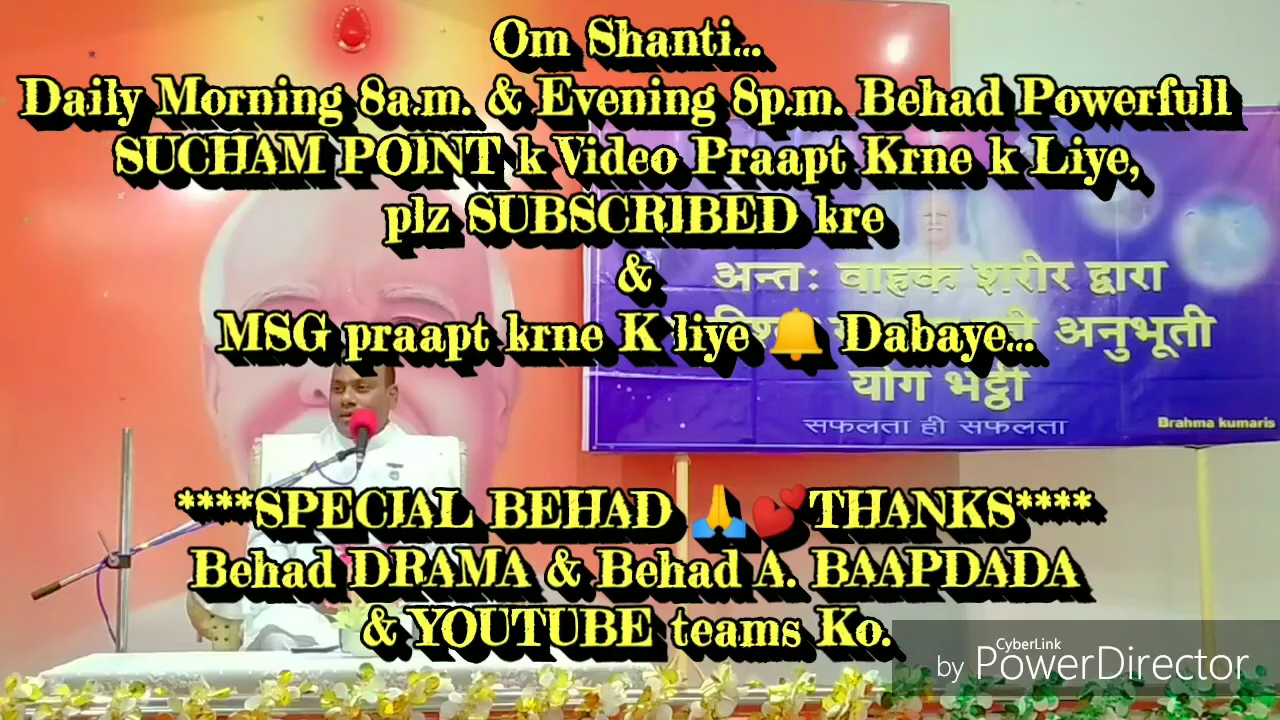 Om Shanti...
Daily Morning 8a.m. & Evening 8p.m. Behad Powerfull
SUCHAM POINT k Video Praapt Krne k Liye,
plz SUBSCRIBED kre
&
MSG praapt krne K liye 🔔 Dabaye...
अन्तः वाहक शरीर द्वारा
अनुभूती
योग भट्ठी
सफलता ही सफलता
Brahma kumaris
****SPECIAL BEHAD 🙏💕THANKS****
Behad DRAMA & Behad A. BAAPDADA
& YOUTUBE teams Ko.
by CyberLink PowerDirector